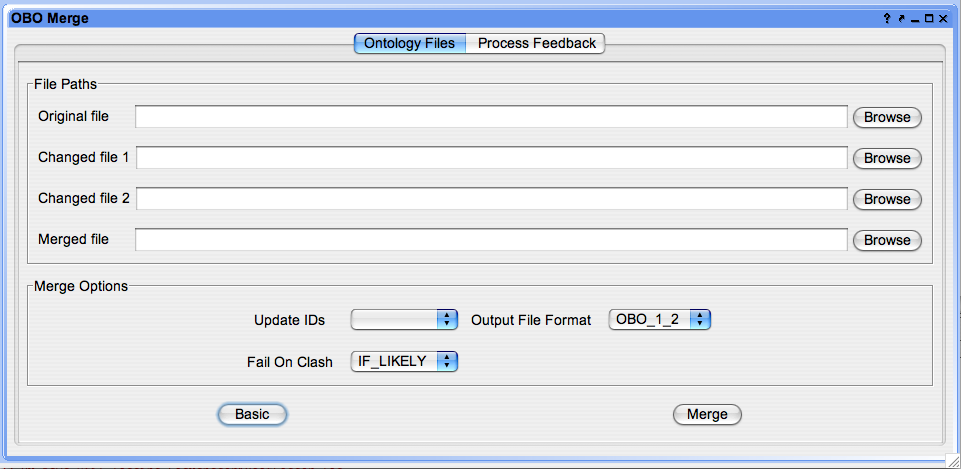 OBO Merge
Ontology Files Process Feedback
File Paths
Original file Browse
Changed file 1 Browse
Changed file 2 Browse
Merged file Browse
Merge Options
Update IDs Output File Format OBO_1_2
Fail On Clash IF_LIKELY
Basic Merge